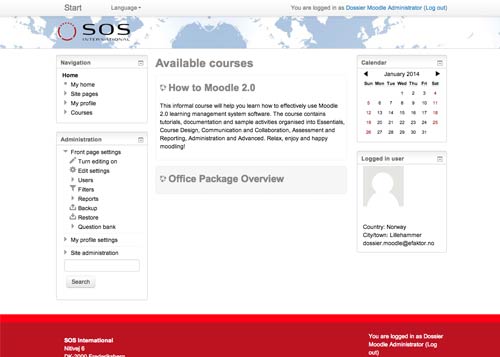 Start
Language
You are logged in as Dossier Moodle Administrator (Log out)
SOS
INTERNATIONAL
Navigation
Home
My home
Site pages
My profile
Courses
Administration
Front page settings
Turn editing on
Edit settings
Users
Filters
Reports
Backup
Restore
Question bank
My profile settings
Site administration
Search
Available courses
How to Moodle 2.0
This informal course will help you learn how to effectively use Moodle
2.0 learning management system software. The course contains
tutorials, documentation and sample activities organised into Essentials,
Course Design, Communication and Collaboration, Assessment and
Reporting, Administration and Advanced. Relax, enjoy and happy
moodling!
Office Package Overview
Calendar
January 2014
Sun Mon Tue Wed Thu Fri Sat
1 2 3 4
5 6 7 8 9 10 11
12 13 14 15 16 17 18
19 20 21 22 23 24 25
26 27 28 29 30 31
Logged in user
Country: Norway
City/town: Lillehammer
dossier.moodle@efaktor.no
SOS International
Nitivej 6
DK-2000 Frederiksberg
You are logged in as Dossier
Moodle Administrator (Log
out)